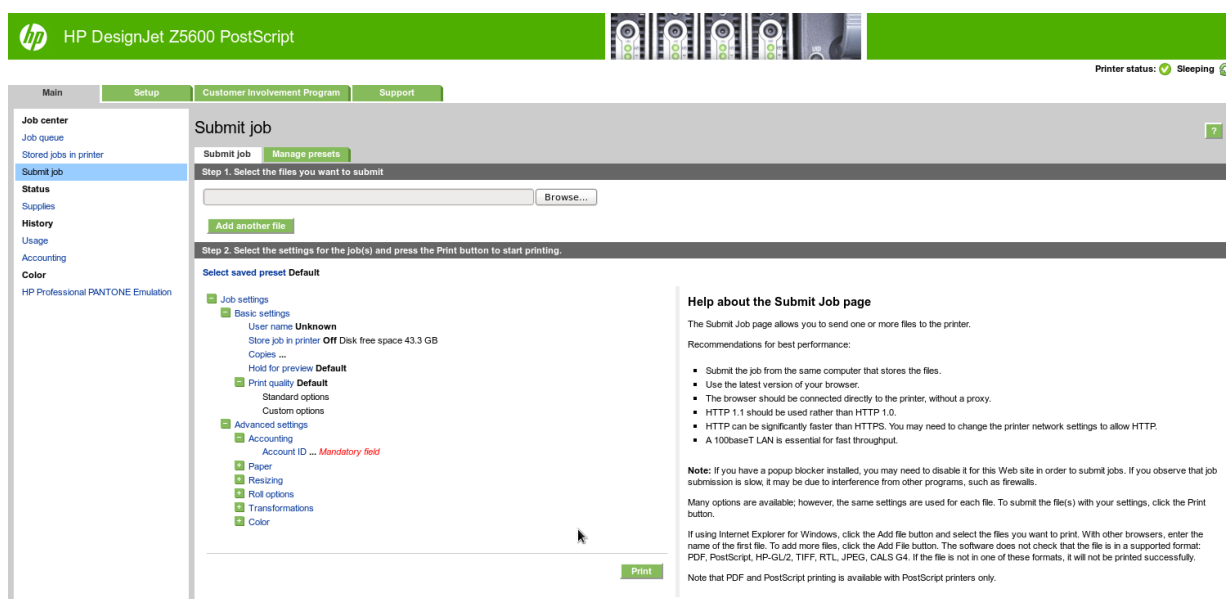 hp HP DesignJet Z5600 PostScript
Printer status: Sleeping
Main Setup Customer Involvement Program Support
Job center
Job queue
Stored jobs in printer
Submit job
Status
Supplies
History
Usage
Accounting
Color
HP Professional PANTONE Emulation
Submit job
?
Submit job Manage presets
Step 1. Select the files you want to submit
Browse...
Add another file
Step 2. Select the settings for the job(s) and press the Print button to start printing.
Select saved preset Default
Job settings
Basic settings
User name Unknown
Store job in printer Off Disk free space 43.3 GB
Copies ...
Hold for preview Default
Print quality Default
Standard options
Custom options
Advanced settings
Accounting
Account ID ... Mandatory field
Paper
Resizing
Roll options
Transformations
Color
Print
Help about the Submit Job page
The Submit Job page allows you to send one or more files to the printer.
Recommendations for best performance:
Submit the job from the same computer that stores the files.
Use the latest version of your browser.
The browser should be connected directly to the printer, without a proxy.
HTTP 1.1 should be used rather than HTTP 1.0.
HTTP can be significantly faster than HTTPS. You may need to change the printer network settings to allow HTTP.
A 100baseT LAN is essential for fast throughput.
Note: If you have a popup blocker installed, you may need to disable it for this Web site in order to submit jobs. If you observe that job
submission is slow, it may be due to interference from other programs, such as firewalls.
Many options are available; however, the same settings are used for each file. To submit the file(s) with your settings, click the Print
button.
If using Internet Explorer for Windows, click the Add file button and select the files you want to print. With other browsers, enter the
name of the first file. To add more files, click the Add File button. The software does not check that the file is in a supported format:
PDF, PostScript, HP-GL/2, TIFF, RTL, JPEG, CALS G4. If the file is not in one of these formats, it will not be printed successfully.
Note that PDF and PostScript printing is available with PostScript printers only.